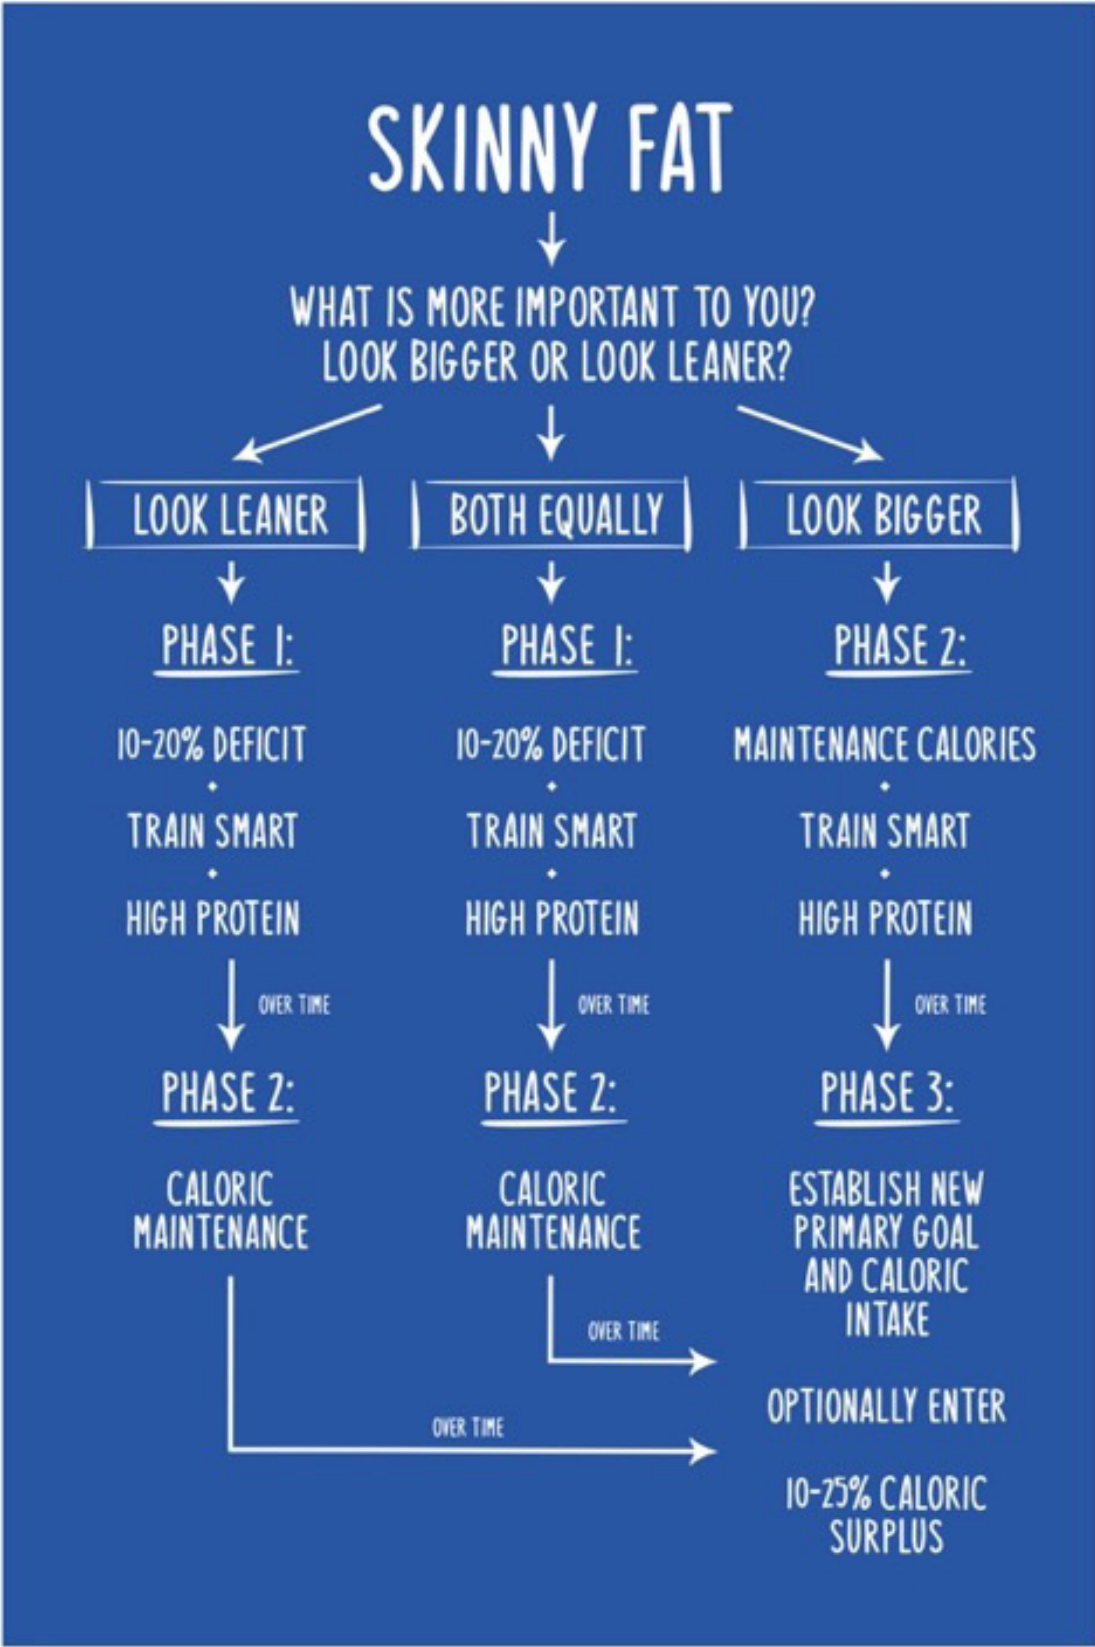 SKINNY FAT
WHAT IS MORE IMPORTANT TO YOU?
LOOK BIGGER OR LOOK LEANER?
LOOK LEANER
PHASE 1:
10-20% DEFICIT
TRAIN SMART
HIGH PROTEIN
OVER TIME
PHASE 2:
CALORIC
MAINTENANCE
OVER TIME
BOTH EQUALLY
PHASE 1:
10-20% DEFICIT
TRAIN SMART
HIGH PROTEIN
OVER TIME
PHASE 2:
CALORIC
MAINTENANCE
OVER TIME
LOOK BIGGER
PHASE 2:
MAINTENANCE CALORIES
TRAIN SMART
HIGH PROTEIN
OVER TIME
PHASE 3:
ESTABLISH NEW
PRIMARY GOAL
AND CALORIC
INTAKE
OPTIONALLY ENTER
10-25% CALORIC
SURPLUS